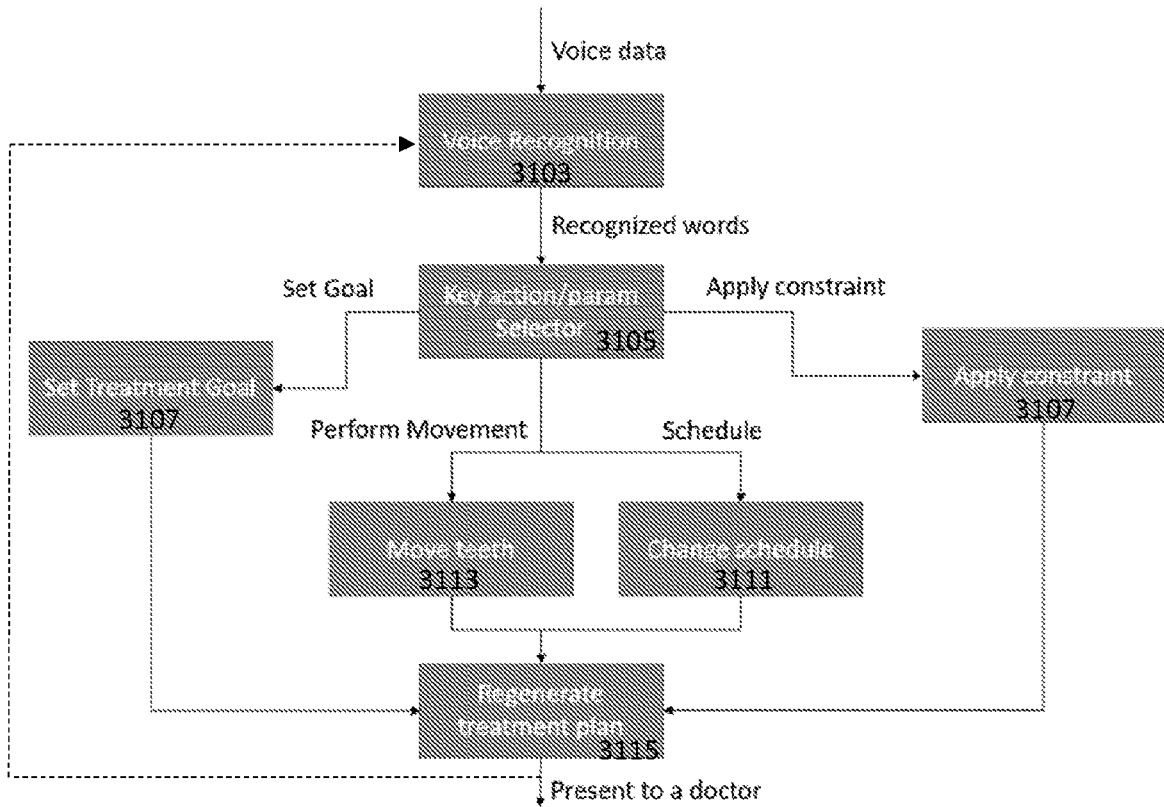 Voice data
Voice Recognition
3103
Recognized words
Set Goal
Key action/param
Selector
3105
Apply constraint
Set Treatment Goal
3107
Apply constraint
3107
Perform Movement
Schedule
Move teeth
3113
Change schedule
3111
Regenerate
treatment plan
3115
Present to a doctor